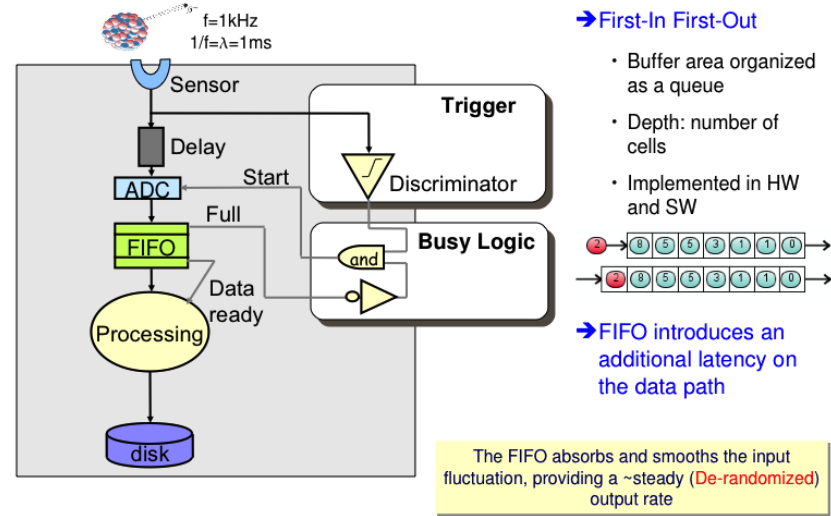 f=1kHz
1/f=λ=1ms
Sensor
Trigger
Delay
Discriminator
ADC
Start
Full
FIFO
Busy Logic
and
Data
ready
Processing
disk
➔First-In First-Out
· Buffer area organized
as a queue
· Depth: number of
cells
· Implemented in HW
and SW
2 8 5 5 3 1 1 0
2 8 5 5 3 1 1 0
➔FIFO introduces an
additional latency on
the data path
The FIFO absorbs and smooths the input
fluctuation, providing a ~steady (De-randomized)
output rate